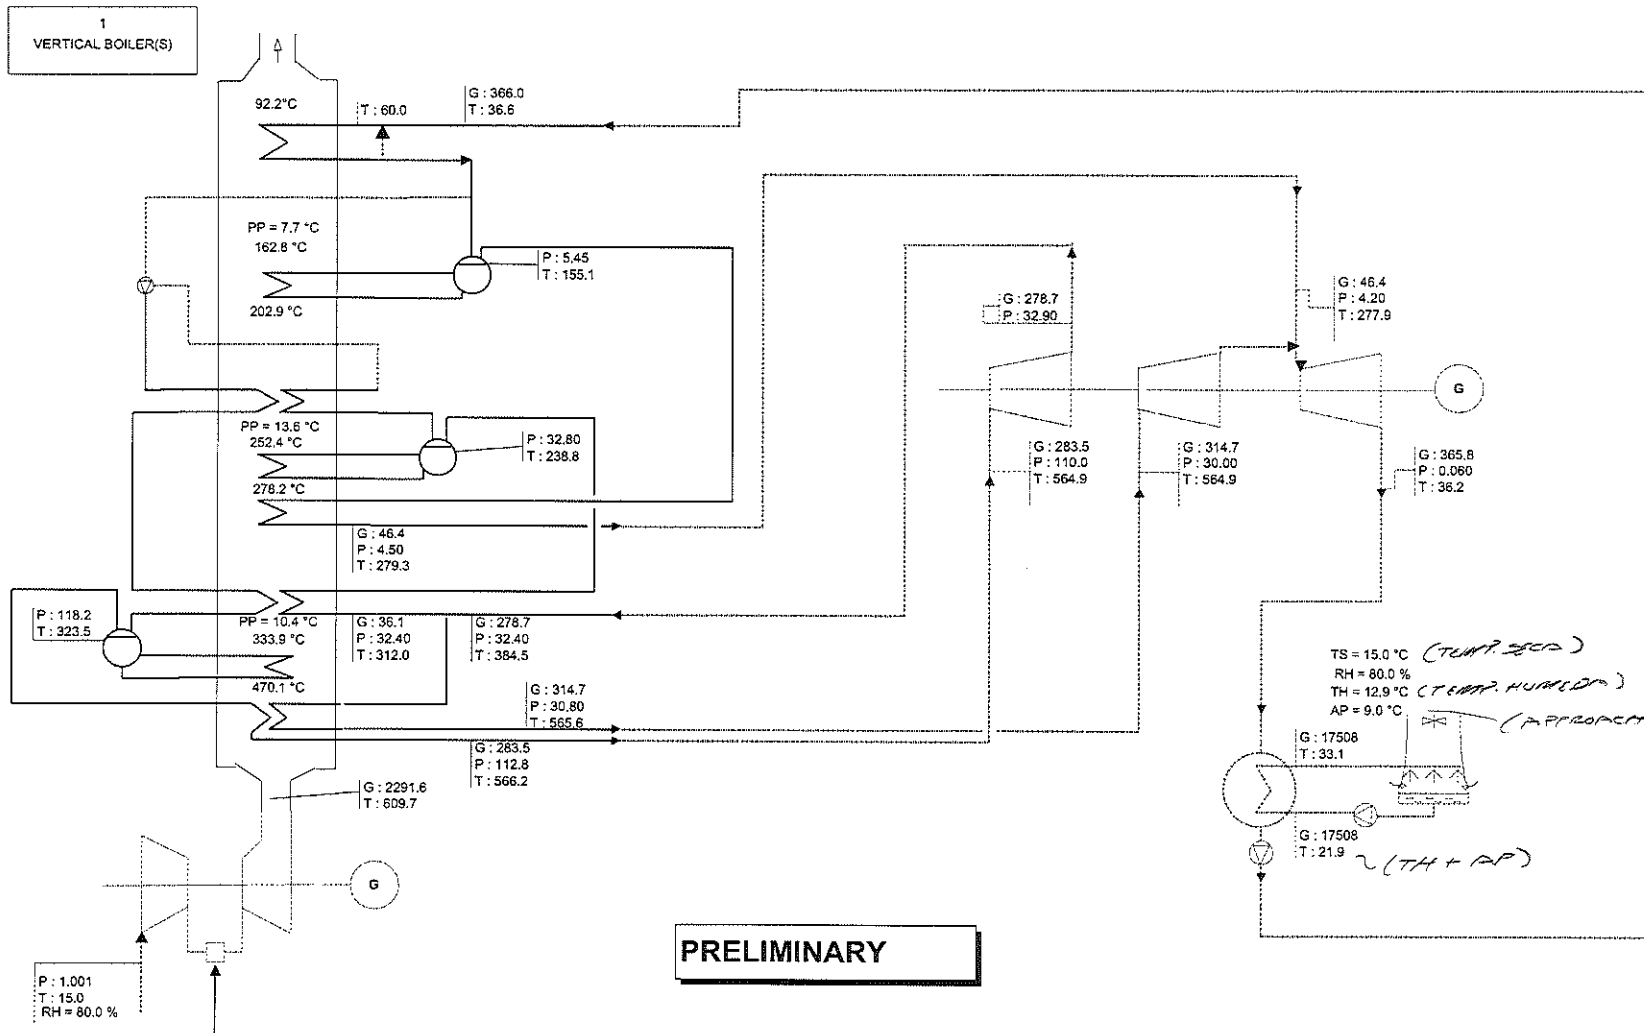 1
VERTICAL BOILER(S)
92.2°C
T : 60.0
G : 366.0
T : 36.6
PP = 7.7 °C
162.8 °C
P : 5.45
T : 155.1
202.9 °C
G : 278.7
P : 32.90
G : 46.4
P : 4.20
T : 277.9
G
PP = 13.6 °C
252.4 °C
P : 32.80
T : 238.8
278.2 °C
G : 283.5
P : 110.0
T : 564.9
G : 314.7
P : 30.00
T : 564.9
G : 365.8
P : 0.060
T : 36.2
G : 46.4
P : 4.50
T : 279.3
P : 118.2
T : 323.5
PP = 10.4 °C
333.9 °C
G : 36.1
P : 32.40
T : 312.0
G : 278.7
P : 32.40
T : 384.5
470.1 °C
G : 314.7
P : 30.80
T : 565.6
G : 283.5
P : 112.8
T : 566.2
TS = 15.0 °C (TEMP. SECA)
RH = 80.0 %
TH = 12.9 °C (TEMP. HUMEDA)
AP = 9.0 °C (APPROACH
G : 17508
T : 33.1
G : 2291.6
T : 609.7
G : 17508
T : 21.9 ~ (TH + AP)
G
PRELIMINARY
P : 1.001
T : 15.0
RH = 80.0 %